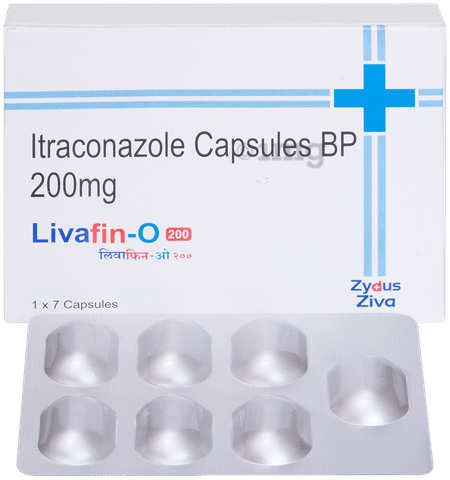 Itraconazole Capsules BP
200mg
Livafin-O 200
लिवाफिन-ओ २००
1 x 7 Capsules
Zydus
Ziva